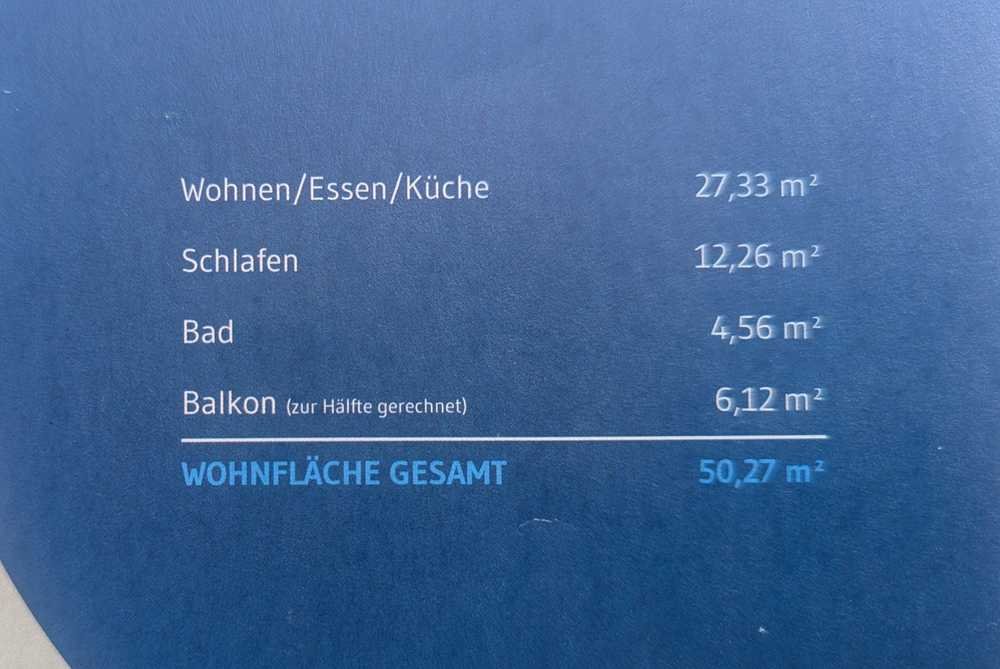 Wohnen/Essen/Küche 27,33 m²
Schlafen 12,26 m²
Bad 4,56 m²
Balkon (zur Hälfte gerechnet) 6,12 m²
WOHNFLÄCHE GESAMT 50,27 m²